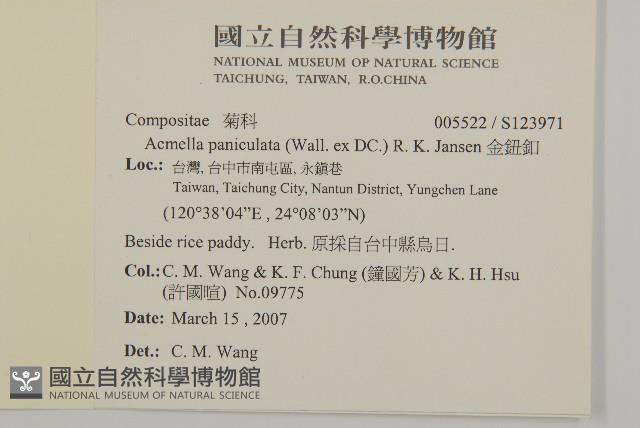 國立自然科學博物館
NATIONAL MUSEUM OF NATURAL SCIENCE
TAICHUNG, TAIWAN, R.O.CHINA
Compositae 菊科 005522 / S123971
Acmella paniculata (Wall. ex DC.) R. K. Jansen 金鈕釦
Loc.: 台灣, 台中市南屯區, 永鎮巷
Taiwan, Taichung City, Nantun District, Yungchen Lane
(120°38’04”E , 24°08’03”N)
Beside rice paddy. Herb. 原採自台中縣烏日.
Col.: C. M. Wang & K. F. Chung (鐘國芳) & K. H. Hsu
(許國暄) No.09775
Date: March 15 , 2007
Det.: C. M. Wang
國立自然科學博物館
NATIONAL MUSEUM OF NATURAL SCIENCE